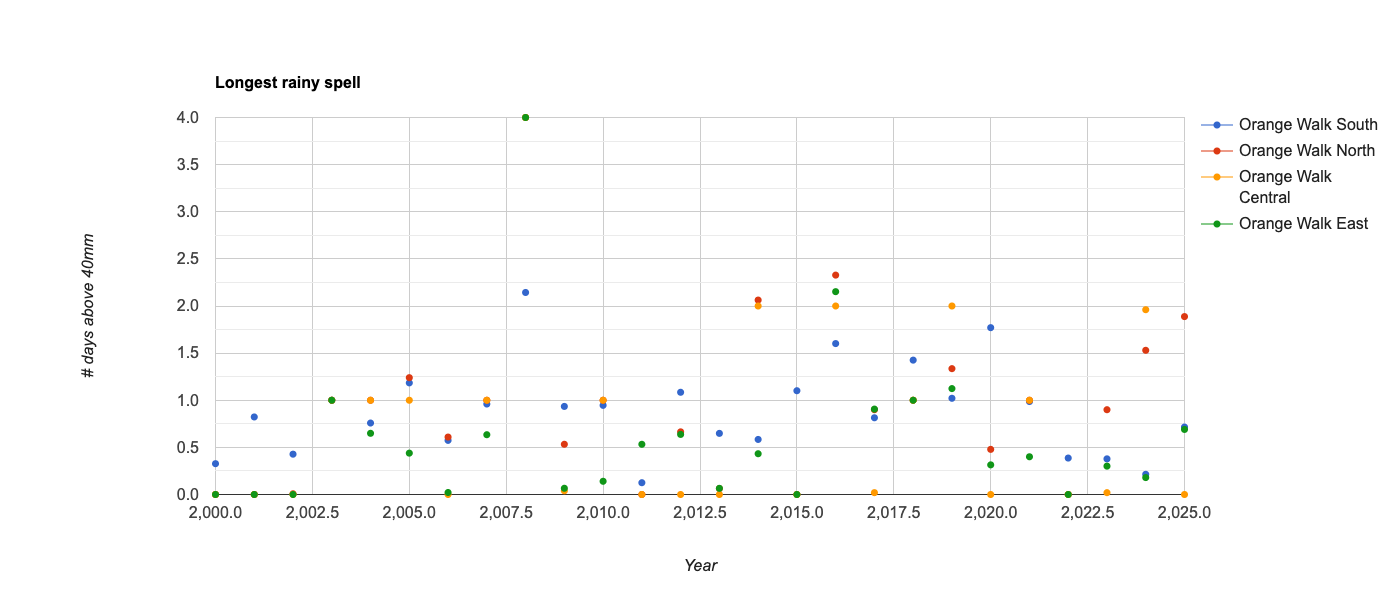 Longest rainy spell
4.0
3.5
3.0
2.5
2.0
1.5
1.0
0.5
0.0
# days above 40mm
2,000.0 2,002.5 2,005.0 2,007.5 2,010.0 2,012.5 2,015.0 2,017.5 2,020.0 2,022.5 2,025.0
Year
Orange Walk South
Orange Walk North
Orange Walk
Central
Orange Walk East